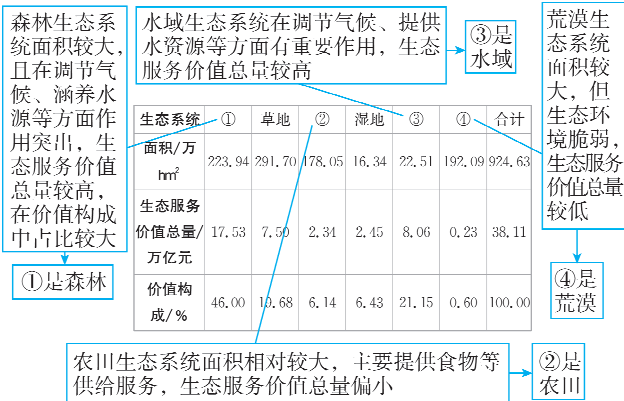 森林生态系
统面积较大,
且在调节气
候、涵养水
源等方面作
用突出,生
态服务价值
总量较高,
在价值构成
中占比较大
①是森林
水域生态系统在调节气候、提供
水资源等方面有重要作用,生态
服务价值总量较高
③是
水域
荒漠生
态系统
面积较
大,但
生态环
境脆弱,
生态服务
价值总量
较低
④是
荒漠
生态系统 ① 草地 ② 湿地 ③ ④ 合计
面积/万
hm² 223.94 291.70 178.05 16.34 22.51 192.09 924.63
生态服务
价值总量/ 17.53 7.50 2.34 2.45 8.06 0.23 38.11
万亿元
价值构
成/% 46.00 19.68 6.14 6.43 21.15 0.60 100.00
农田生态系统面积相对较大,主要提供食物等
供给服务,生态服务价值总量偏小
②是
农田